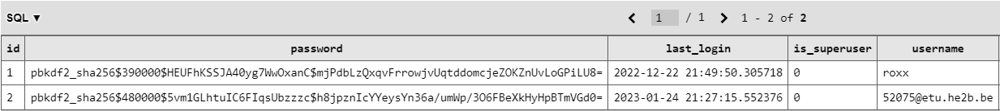 SQL ▼ 1 / 1 1 - 2 of 2
id password last_login is_superuser username
1 pbkdf2_sha256$390000$HEUFhKSSJA40yg7WwOxanC$mjPdbLzQxqvFrrowjvUqtddomcjeZOKZnUvLoGPiLU8= 2022-12-22 21:49:50.305718 0 roxx
2 pbkdf2_sha256$480000$5vm1GLhtuIC6FIqsUbzzzc$h8jpznIcYYeysYn36a/umWp/3O6FBeXkHyHpBTmVGd0= 2023-01-24 21:27:15.552376 0 52075@etu.he2b.be